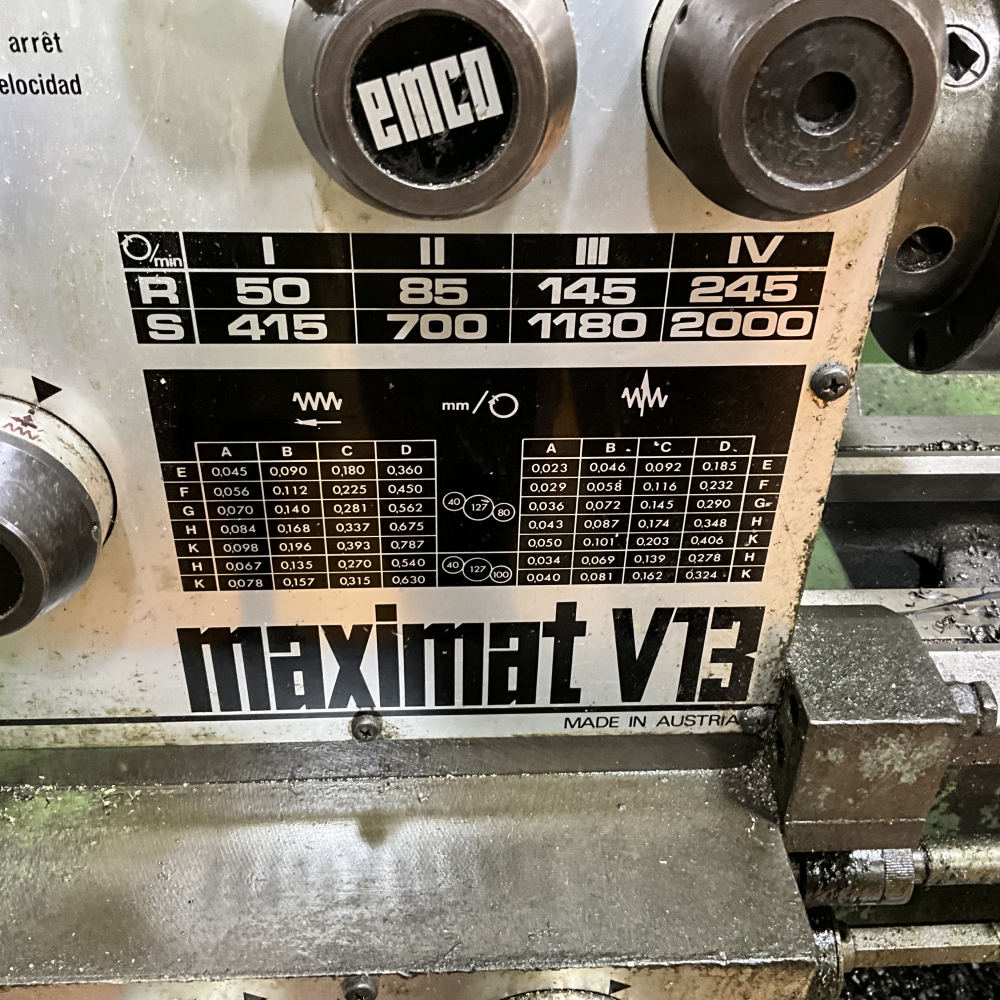 arrêt
elocidad
emco
/min I II III IV
R 50 85 145 245
S 415 700 1180 2000
mm/
A B C D A B C D
E 0,045 0,090 0,180 0,360 0,023 0,046 0,092 0,185 E
F 0,056 0,112 0,225 0,450 0,029 0,058 0,116 0,232 F
G 0,070 0,140 0,281 0,562 40 127 80 0,036 0,072 0,145 0,290 G
H 0,084 0,168 0,337 0,675 0,043 0,087 0,174 0,348 H
K 0,098 0,196 0,393 0,787 0,050 0,101 0,203 0,406 K
H 0,067 0,135 0,270 0,540 40 127 100 0,034 0,069 0,139 0,278 H
K 0,078 0,157 0,315 0,630 0,040 0,081 0,162 0,324 K
maximat V13
MADE IN AUSTRIA